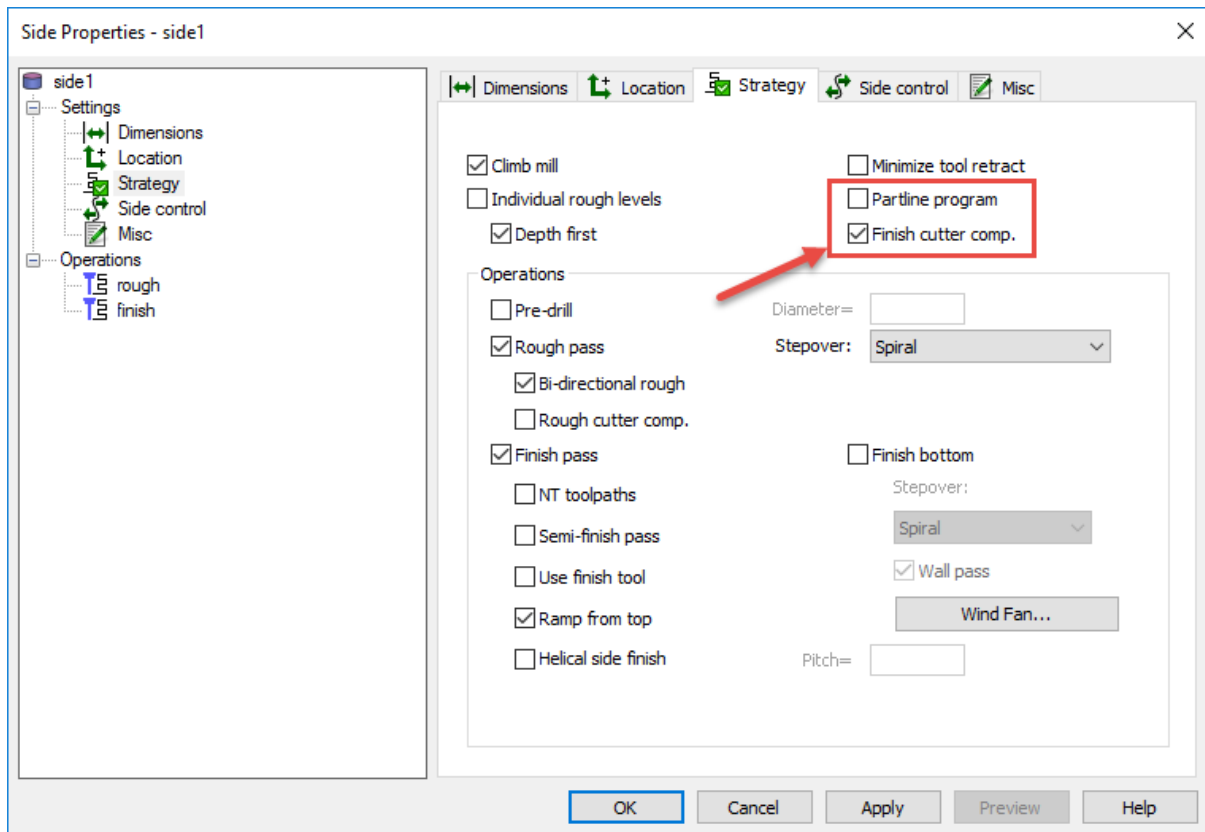 Side Properties - side1
side1
Settings
Dimensions
Location
Strategy
Side control
Misc
Operations
rough
finish
Dimensions Location Strategy Side control Misc
Climb mill Minimize tool retract
Individual rough levels Partline program
Depth first Finish cutter comp.
Operations
Pre-drill Diameter=
Rough pass Stepover: Spiral
Bi-directional rough
Rough cutter comp.
Finish pass Finish bottom
NT toolpaths Stepover:
Semi-finish pass Spiral
Use finish tool Wall pass
Ramp from top Wind Fan...
Helical side finish Pitch=
OK Cancel Apply Preview Help